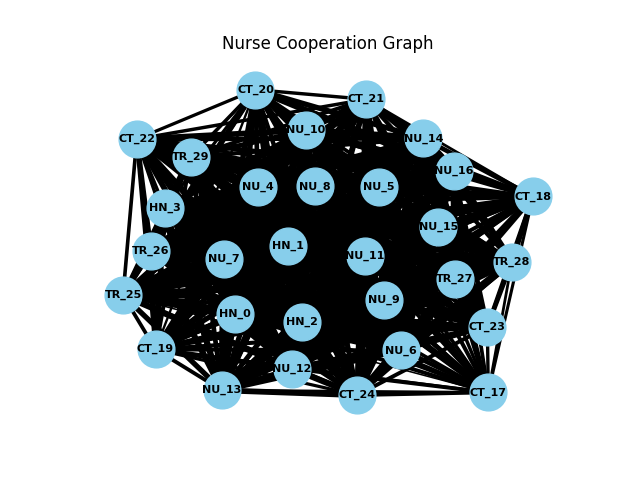 Nurse Cooperation Graph
CT_20
CT_21
NU_10
CT_22
NU_14
TR_29
NU_16
NU_4
NU_8
NU_5
CT_18
HN_3
NU_15
HN_1
TR_26
NU_11
NU_7
TR_28
TR_27
TR_25
NU_9
HN_0
HN_2
CT_23
CT_19
NU_6
NU_12
NU_13
CT_17
CT_24